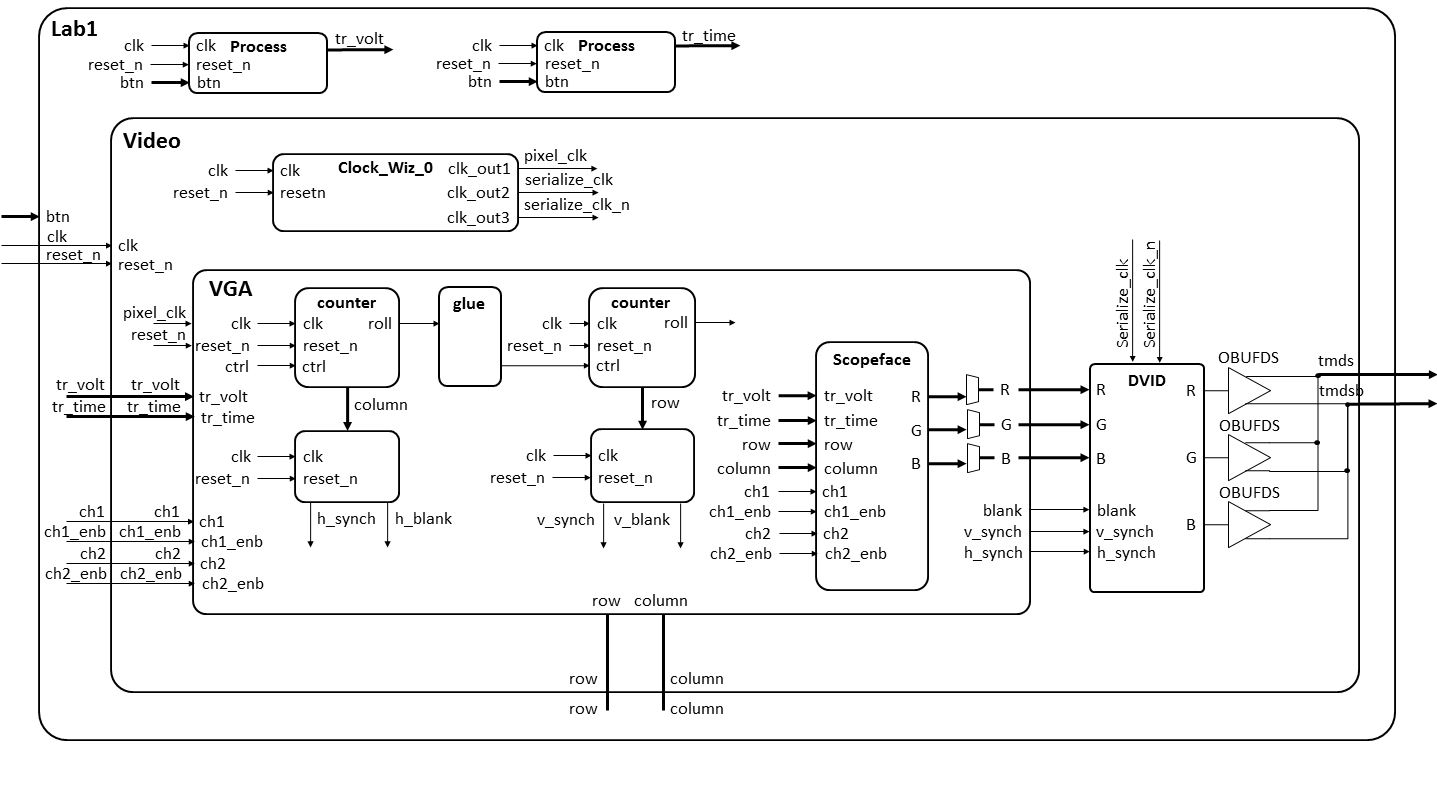 Lab1
clk
reset_n
btn
clk Process
reset_n
btn
tr_volt
clk
reset_n
btn
clk Process
reset_n
btn
tr_time
Video
clk
reset_n
clk Clock_Wiz_0 clk_out1
resetn clk_out2
clk_out3
pixel_clk
serialize_clk
serialize_clk_n
btn
clk
reset_n
clk
reset_n
VGA
pixel_clk
reset_n
tr_volt tr_volt tr_volt
tr_time tr_time tr_time
ch1 ch1 ch1
ch1_enb ch1_enb ch1_enb
ch2 ch2 ch2
ch2_enb ch2_enb ch2_enb
clk
reset_n
ctrl
counter
clk roll
reset_n
ctrl
glue
clk
reset_n
counter
clk roll
reset_n
ctrl
column
row
clk clk
reset_n reset_n
h_synch h_blank
clk clk
reset_n reset_n
v_synch v_blank
Scopeface
tr_volt tr_volt R
tr_time tr_time
row row G
column column B
ch1 ch1
ch1_enb ch1_enb
ch2 ch2
ch2_enb ch2_enb
R
G
B
blank
v_synch
h_synch
Serialize_clk
Serialize_clk_n
DVID
R R
G
B G
blank B
v_synch
h_synch
OBUFDS
OBUFDS
OBUFDS
tmds
tmdsb
row column
row column
row column